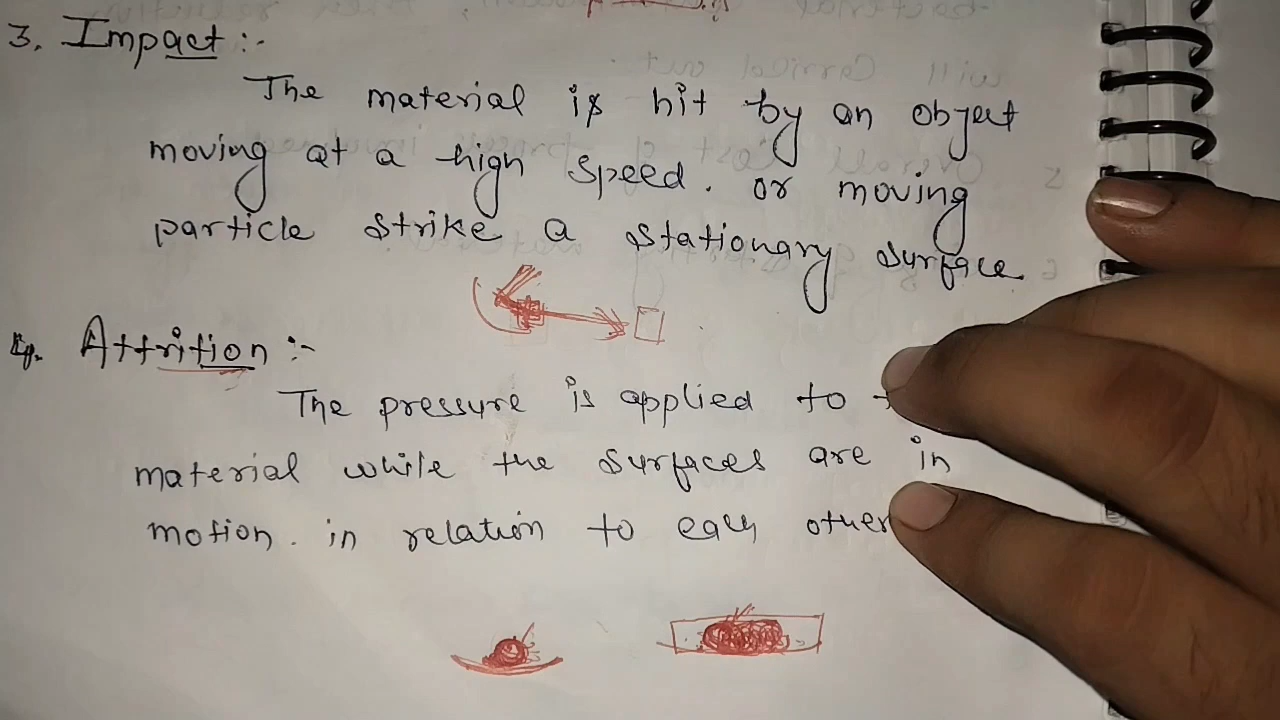 3. Impact :-
The material is hit by an object
moving at a high speed. or moving
particle strike a stationary surface.
4. Attrition :-
The pressure is applied to
material while the surfaces are in
motion. in relation to each other